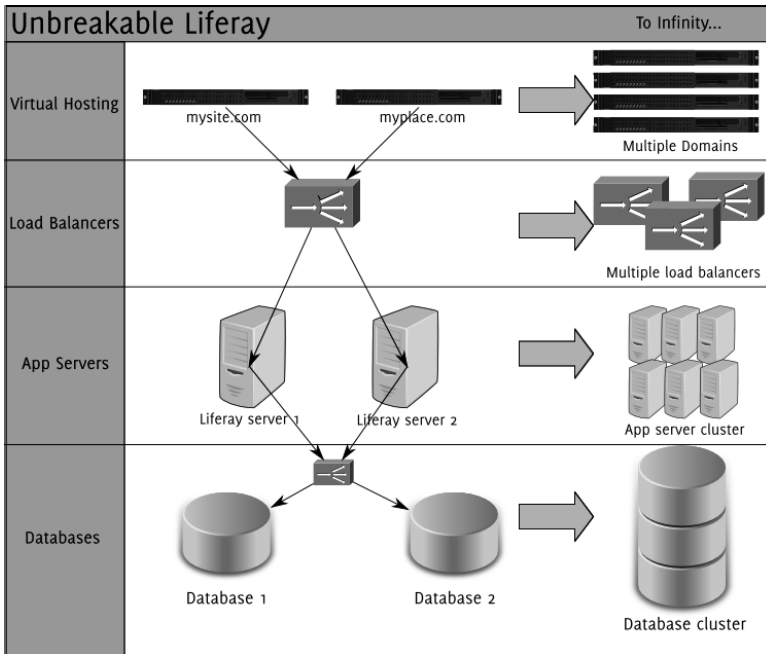 Unbreakable Liferay
To Infinity...
Virtual Hosting
mysite.com
myplace.com
Multiple Domains
Load Balancers
Multiple load balancers
App Servers
Liferay server 1
Liferay server 2
App server cluster
Databases
Database 1
Database 2
Database cluster